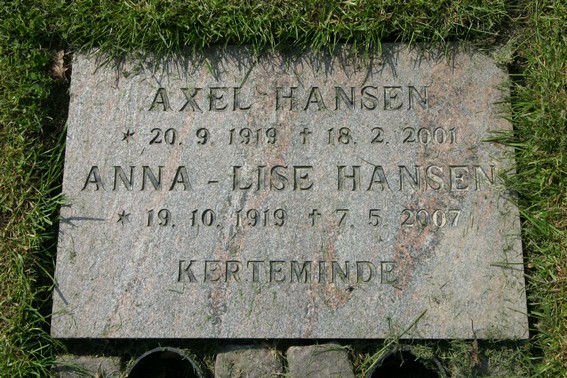 AXEL HANSEN
* 20. 9. 1919 † 18. 2. 2001
ANNA-LISE HANSEN
* 19. 10. 1919 † 7. 5. 2007
KERTEMINDE